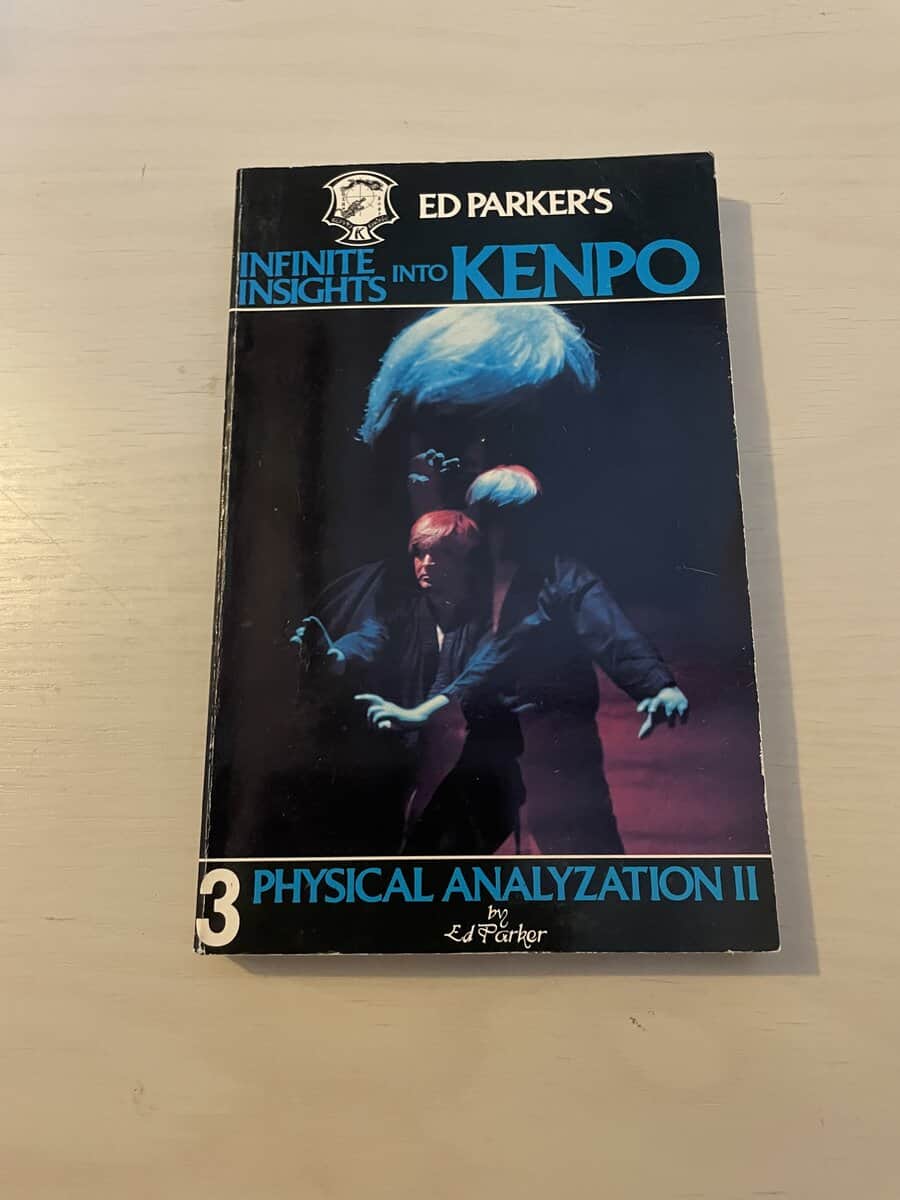 ED PARKER'S
INFINITE
INSIGHTS INTO KENPO
K
3 PHYSICAL ANALYZATION II
by
Ed Parker